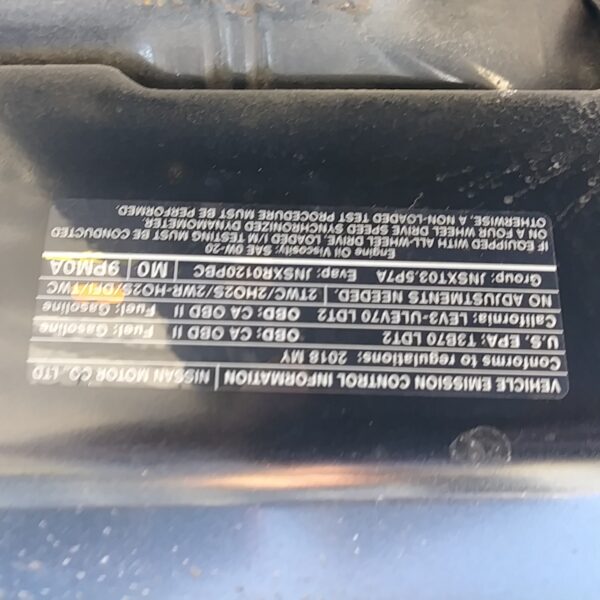 VEHICLE EMISSION CONTROL INFORMATION NISSAN MOTOR CO., LTD
Conforms to regulations: 2018 MY
U.S. EPA: T3B70 LDT2 OBD: CA OBD II Fuel: Gasoline
California: LEV3-ULEV70 LDT2 OBD: CA OBD II Fuel: Gasoline
NO ADJUSTMENTS NEEDED 2TWC/2HO2S/2WR-HO2S/DFI/TWC
Group: JNSXT03.5P7A Evap: JNSXR0120PBC M0 9PM0A
Engine Oil Viscosity: SAE 0W-20
IF EQUIPPED WITH ALL-WHEEL DRIVE, LOADED I/M TESTING MUST BE CONDUCTED
ON A FOUR WHEEL DRIVE SPEED SYNCHRONIZED DYNAMOMETER.
OTHERWISE, A NON-LOADED TEST PROCEDURE MUST BE PERFORMED.